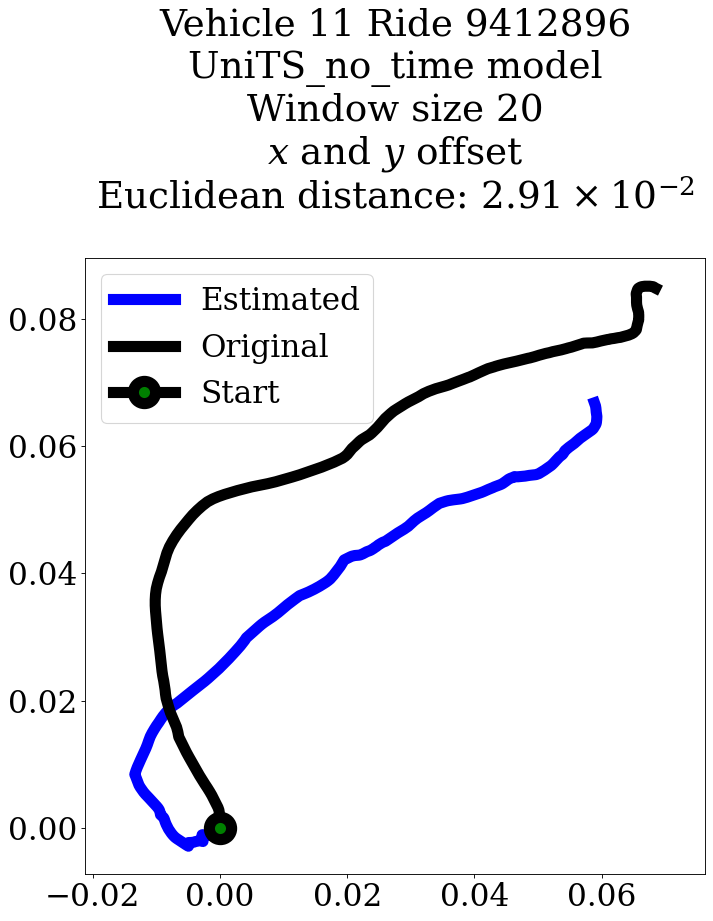 Vehicle 11 Ride 9412896
UniTS_no_time model
Window size 20
x and y offset
Euclidean distance: 2.91 × 10⁻²
Estimated
Original
Start
0.08
0.06
0.04
0.02
0.00
−0.02 0.00 0.02 0.04 0.06